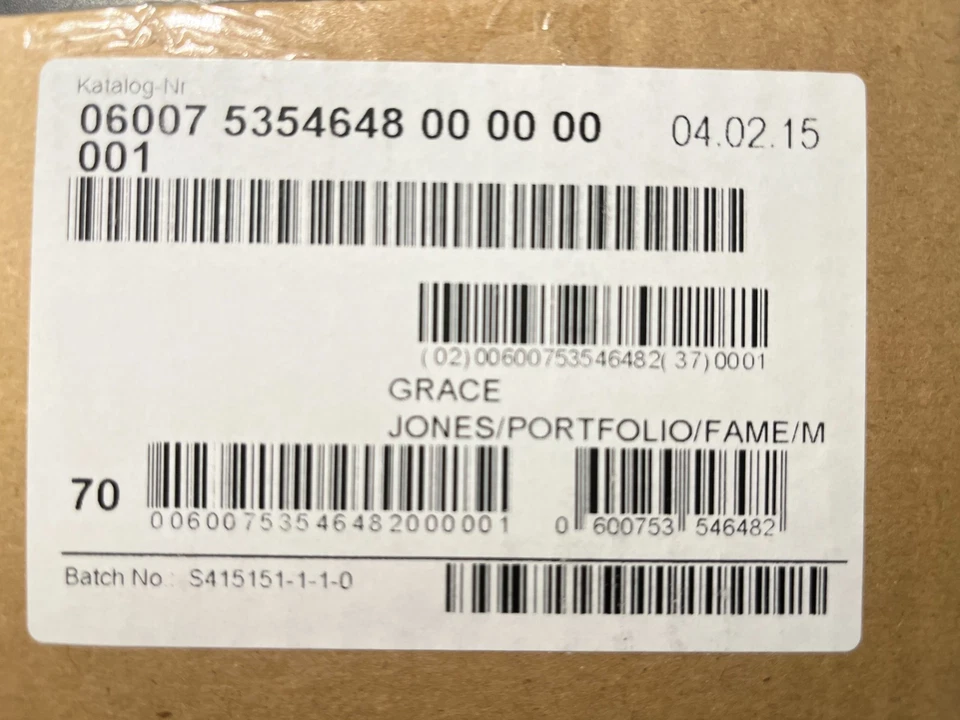 Katalog-Nr
06007 5354648 00 00 00 04.02.15
001
(02)00600753546482(37)0001
GRACE
JONES/PORTFOLIO/FAME/M
70
00600753546482000001 0 600753 546482
Batch No.: S415151-1-1-0